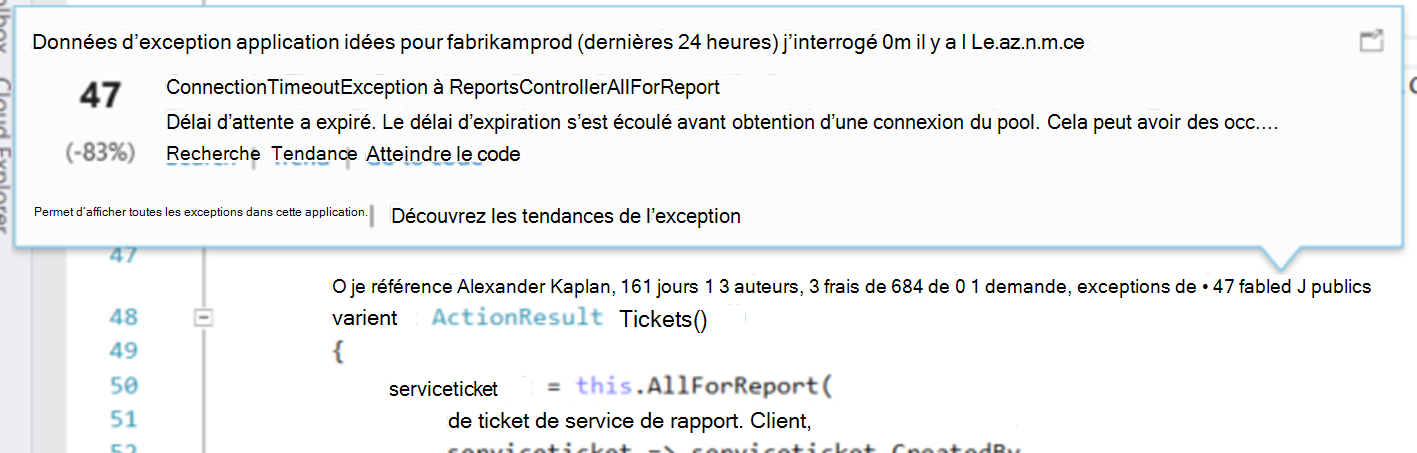 Données d’exception application idées pour fabrikamprod (dernières 24 heures) j’interrogé 0m il y a l Le.az.n.m.ce
47 ConnectionTimeoutException à ReportsControllerAllForReport
Délai d’attente a expiré. Le délai d’expiration s’est écoulé avant obtention d’une connexion du pool. Cela peut avoir des occ....
(-83%) Recherche | Tendance | Atteindre le code
Permet d’afficher toutes les exceptions dans cette application. | Découvrez les tendances de l’exception
Cloud Explorer
47
O je référence Alexander Kaplan, 161 jours 1 3 auteurs, 3 frais de 684 de 0 1 demande, exceptions de • 47 fabled J publics
48 varient ActionResult Tickets()
49 {
50 serviceticket = this.AllForReport(
51 de ticket de service de rapport. Client,
52 serviceticket => serviceticket.CreatedBy